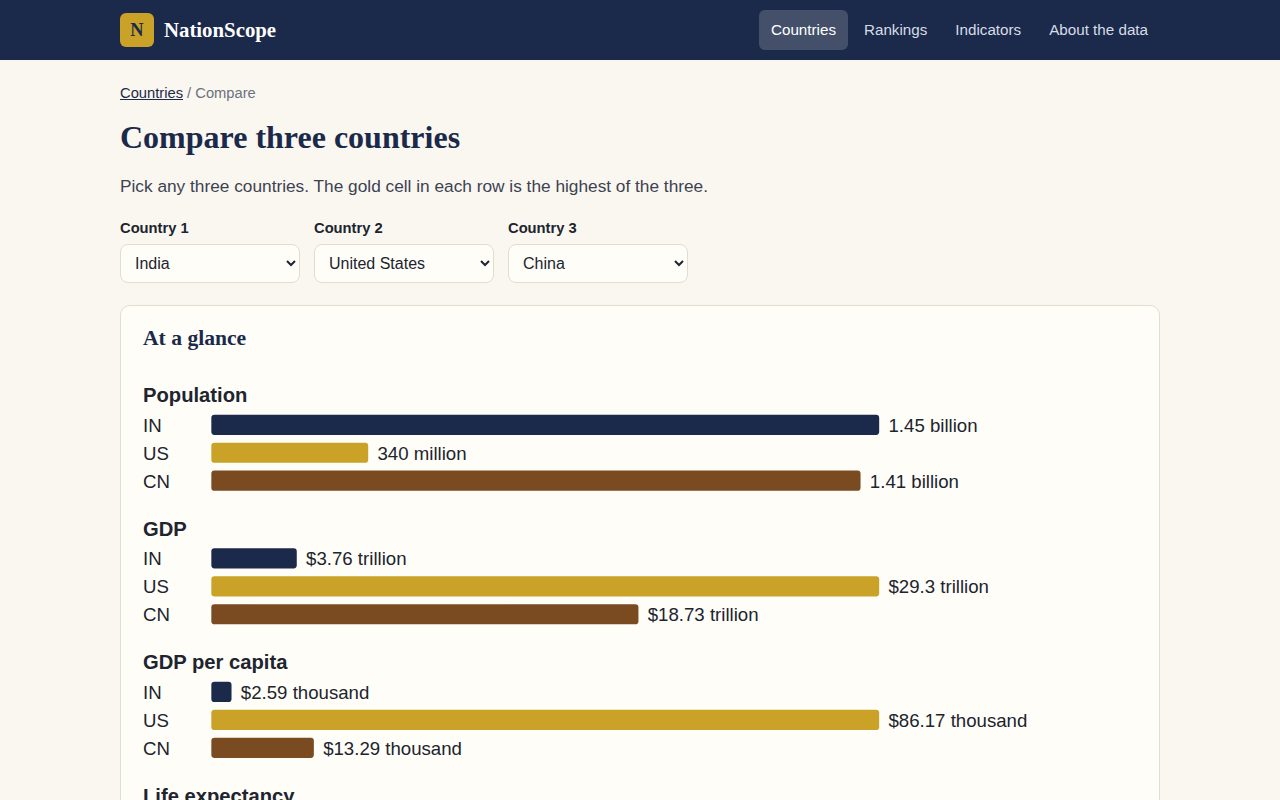 N NationScope Countries Rankings Indicators About the data
Countries / Compare
Compare three countries
Pick any three countries. The gold cell in each row is the highest of the three.
Country 1 Country 2 Country 3
India United States China
At a glance
Population
IN 1.45 billion
US 340 million
CN 1.41 billion
GDP
IN $3.76 trillion
US $29.3 trillion
CN $18.73 trillion
GDP per capita
IN $2.59 thousand
US $86.17 thousand
CN $13.29 thousand
Life expectancy